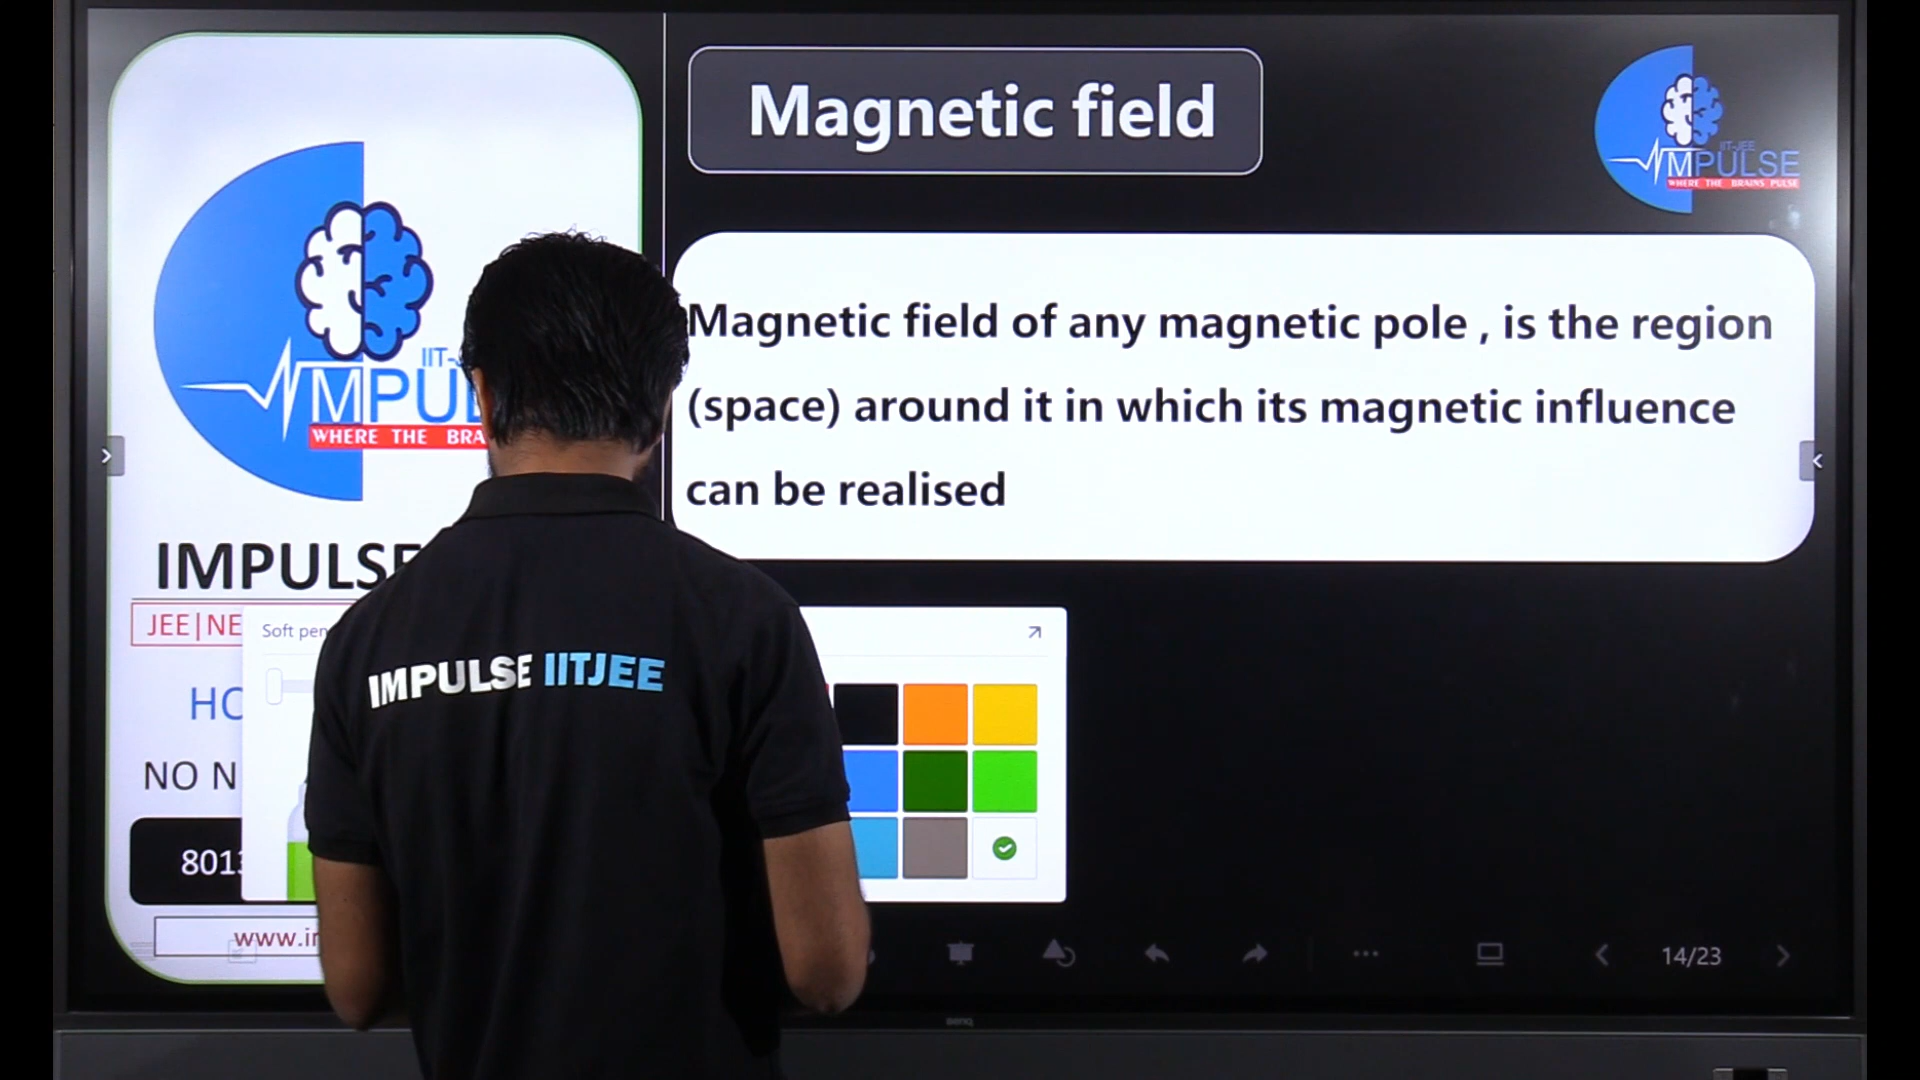 Magnetic field
IIT-JEE
MPULSE
WHERE THE BRAINS PULSE
Magnetic field of any magnetic pole , is the region
(space) around it in which its magnetic influence
can be realised
MPUL
WHERE THE BRA
IMPULSE
JEE|NE
Soft pen
HO
NO N
801
www.i
IMPULSE IITJEE
14/23
BenQ